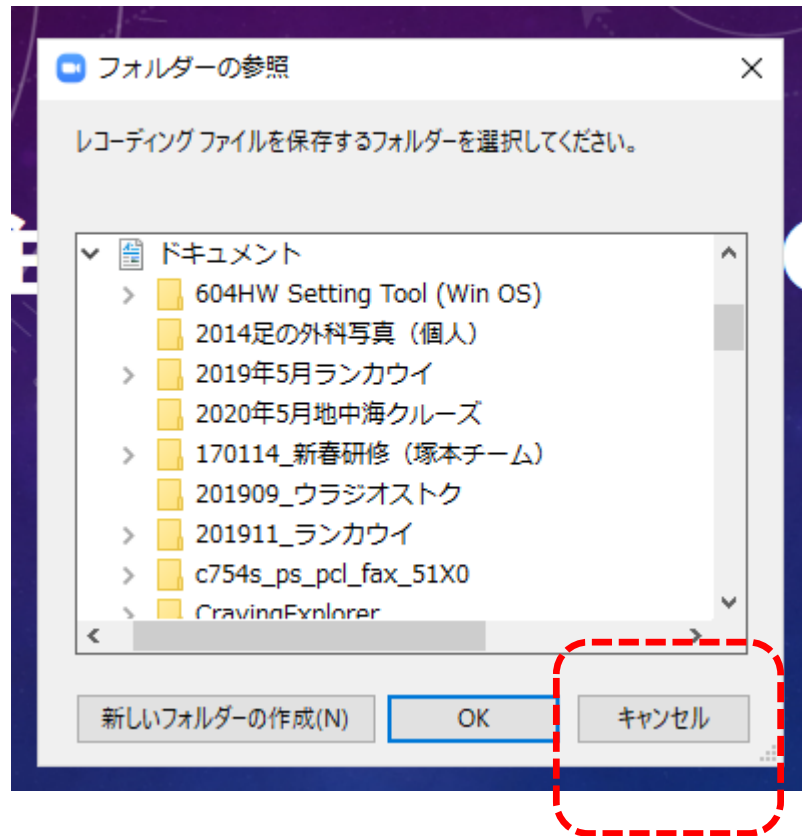 フォルダーの参照
レコーディング ファイルを保存するフォルダーを選択してください。
ドキュメント
604HW Setting Tool (Win OS)
2014足の外科写真（個人）
2019年5月ランカウイ
2020年5月地中海クルーズ
170114_新春研修（塚本チーム）
201909_ウラジオストク
201911_ランカウイ
c754s_ps_pcl_fax_51X0
CravingExplorer
新しいフォルダーの作成(N) OK キャンセル